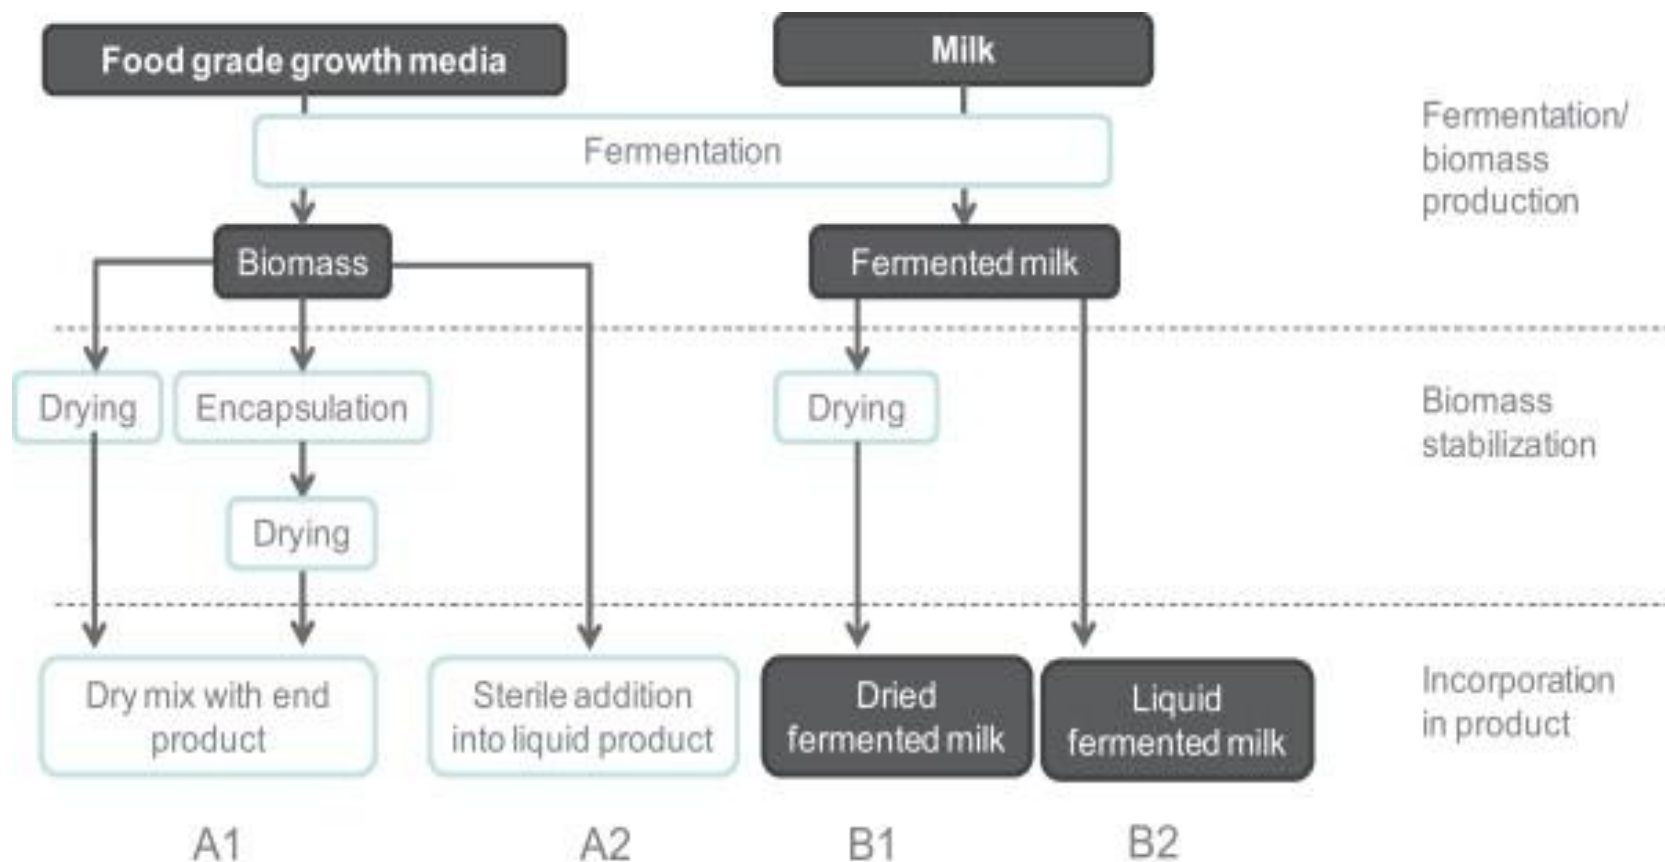 Food grade growth media
Milk
Fermentation
Fermentation/
biomass
production
Biomass
Fermented milk
Drying
Encapsulation
Drying
Biomass
stabilization
Drying
Dry mix with end
product
Sterile addition
into liquid product
Dried
fermented milk
Liquid
fermented milk
Incorporation
in product
A1
A2
B1
B2